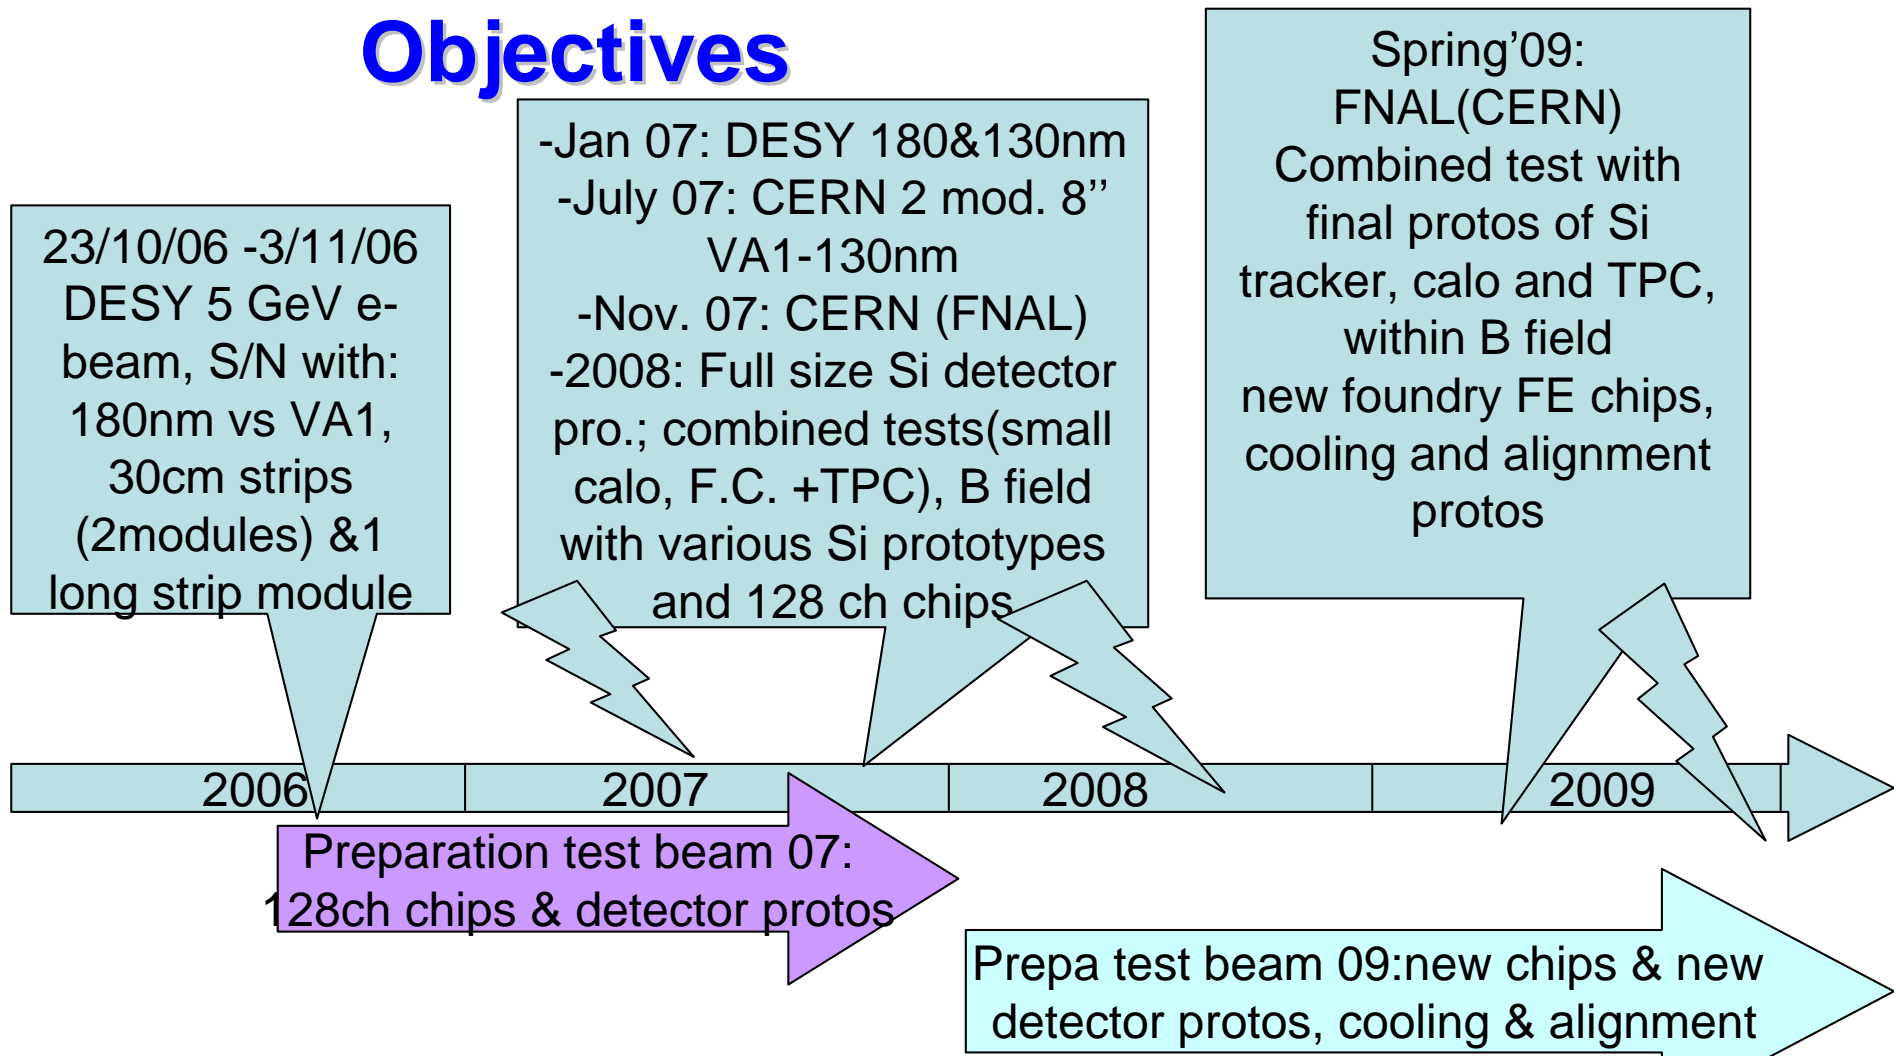 Objectives
23/10/06 -3/11/06
DESY 5 GeV e-
beam, S/N with:
180nm vs VA1,
30cm strips
(2modules) &1
long strip module
-Jan 07: DESY 180&130nm
-July 07: CERN 2 mod. 8’’
VA1-130nm
-Nov. 07: CERN (FNAL)
-2008: Full size Si detector
pro.; combined tests(small
calo, F.C. +TPC), B field
with various Si prototypes
and 128 ch chips
Spring’09:
FNAL(CERN)
Combined test with
final protos of Si
tracker, calo and TPC,
within B field
new foundry FE chips,
cooling and alignment
protos
2006
2007
2008
2009
Preparation test beam 07:
128ch chips & detector protos
Prepa test beam 09:new chips & new
detector protos, cooling & alignment